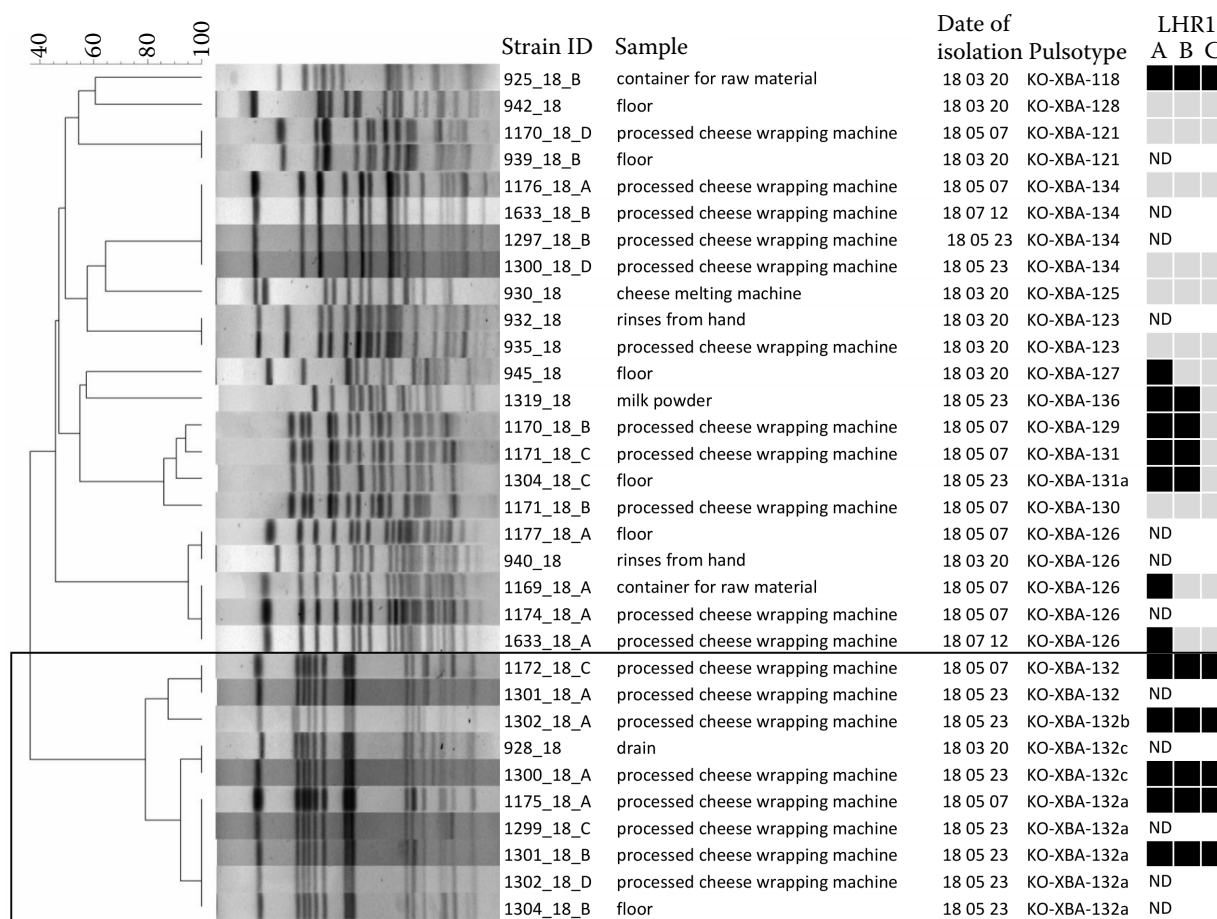 40 60 80 100
Strain ID Sample Date of isolation Pulsotype LHR1 A B C
925_18_B container for raw material 18 03 20 KO-XBA-118
942_18 floor 18 03 20 KO-XBA-128
1170_18_D processed cheese wrapping machine 18 05 07 KO-XBA-121
939_18_B floor 18 03 20 KO-XBA-121 ND
1176_18_A processed cheese wrapping machine 18 05 07 KO-XBA-134
1633_18_B processed cheese wrapping machine 18 07 12 KO-XBA-134 ND
1297_18_B processed cheese wrapping machine 18 05 23 KO-XBA-134 ND
1300_18_D processed cheese wrapping machine 18 05 23 KO-XBA-134
930_18 cheese melting machine 18 03 20 KO-XBA-125
932_18 rinses from hand 18 03 20 KO-XBA-123 ND
935_18 processed cheese wrapping machine 18 03 20 KO-XBA-123
945_18 floor 18 03 20 KO-XBA-127
1319_18 milk powder 18 05 23 KO-XBA-136
1170_18_B processed cheese wrapping machine 18 05 07 KO-XBA-129
1171_18_C processed cheese wrapping machine 18 05 07 KO-XBA-131
1304_18_C floor 18 05 23 KO-XBA-131a
1171_18_B processed cheese wrapping machine 18 05 07 KO-XBA-130
1177_18_A floor 18 05 07 KO-XBA-126 ND
940_18 rinses from hand 18 03 20 KO-XBA-126 ND
1169_18_A container for raw material 18 05 07 KO-XBA-126
1174_18_A processed cheese wrapping machine 18 05 07 KO-XBA-126 ND
1633_18_A processed cheese wrapping machine 18 07 12 KO-XBA-126
1172_18_C processed cheese wrapping machine 18 05 07 KO-XBA-132
1301_18_A processed cheese wrapping machine 18 05 23 KO-XBA-132 ND
1302_18_A processed cheese wrapping machine 18 05 23 KO-XBA-132b
928_18 drain 18 03 20 KO-XBA-132c ND
1300_18_A processed cheese wrapping machine 18 05 23 KO-XBA-132c
1175_18_A processed cheese wrapping machine 18 05 07 KO-XBA-132a
1299_18_C processed cheese wrapping machine 18 05 23 KO-XBA-132a ND
1301_18_B processed cheese wrapping machine 18 05 23 KO-XBA-132a
1302_18_D processed cheese wrapping machine 18 05 23 KO-XBA-132a ND
1304_18_B floor 18 05 23 KO-XBA-132a ND